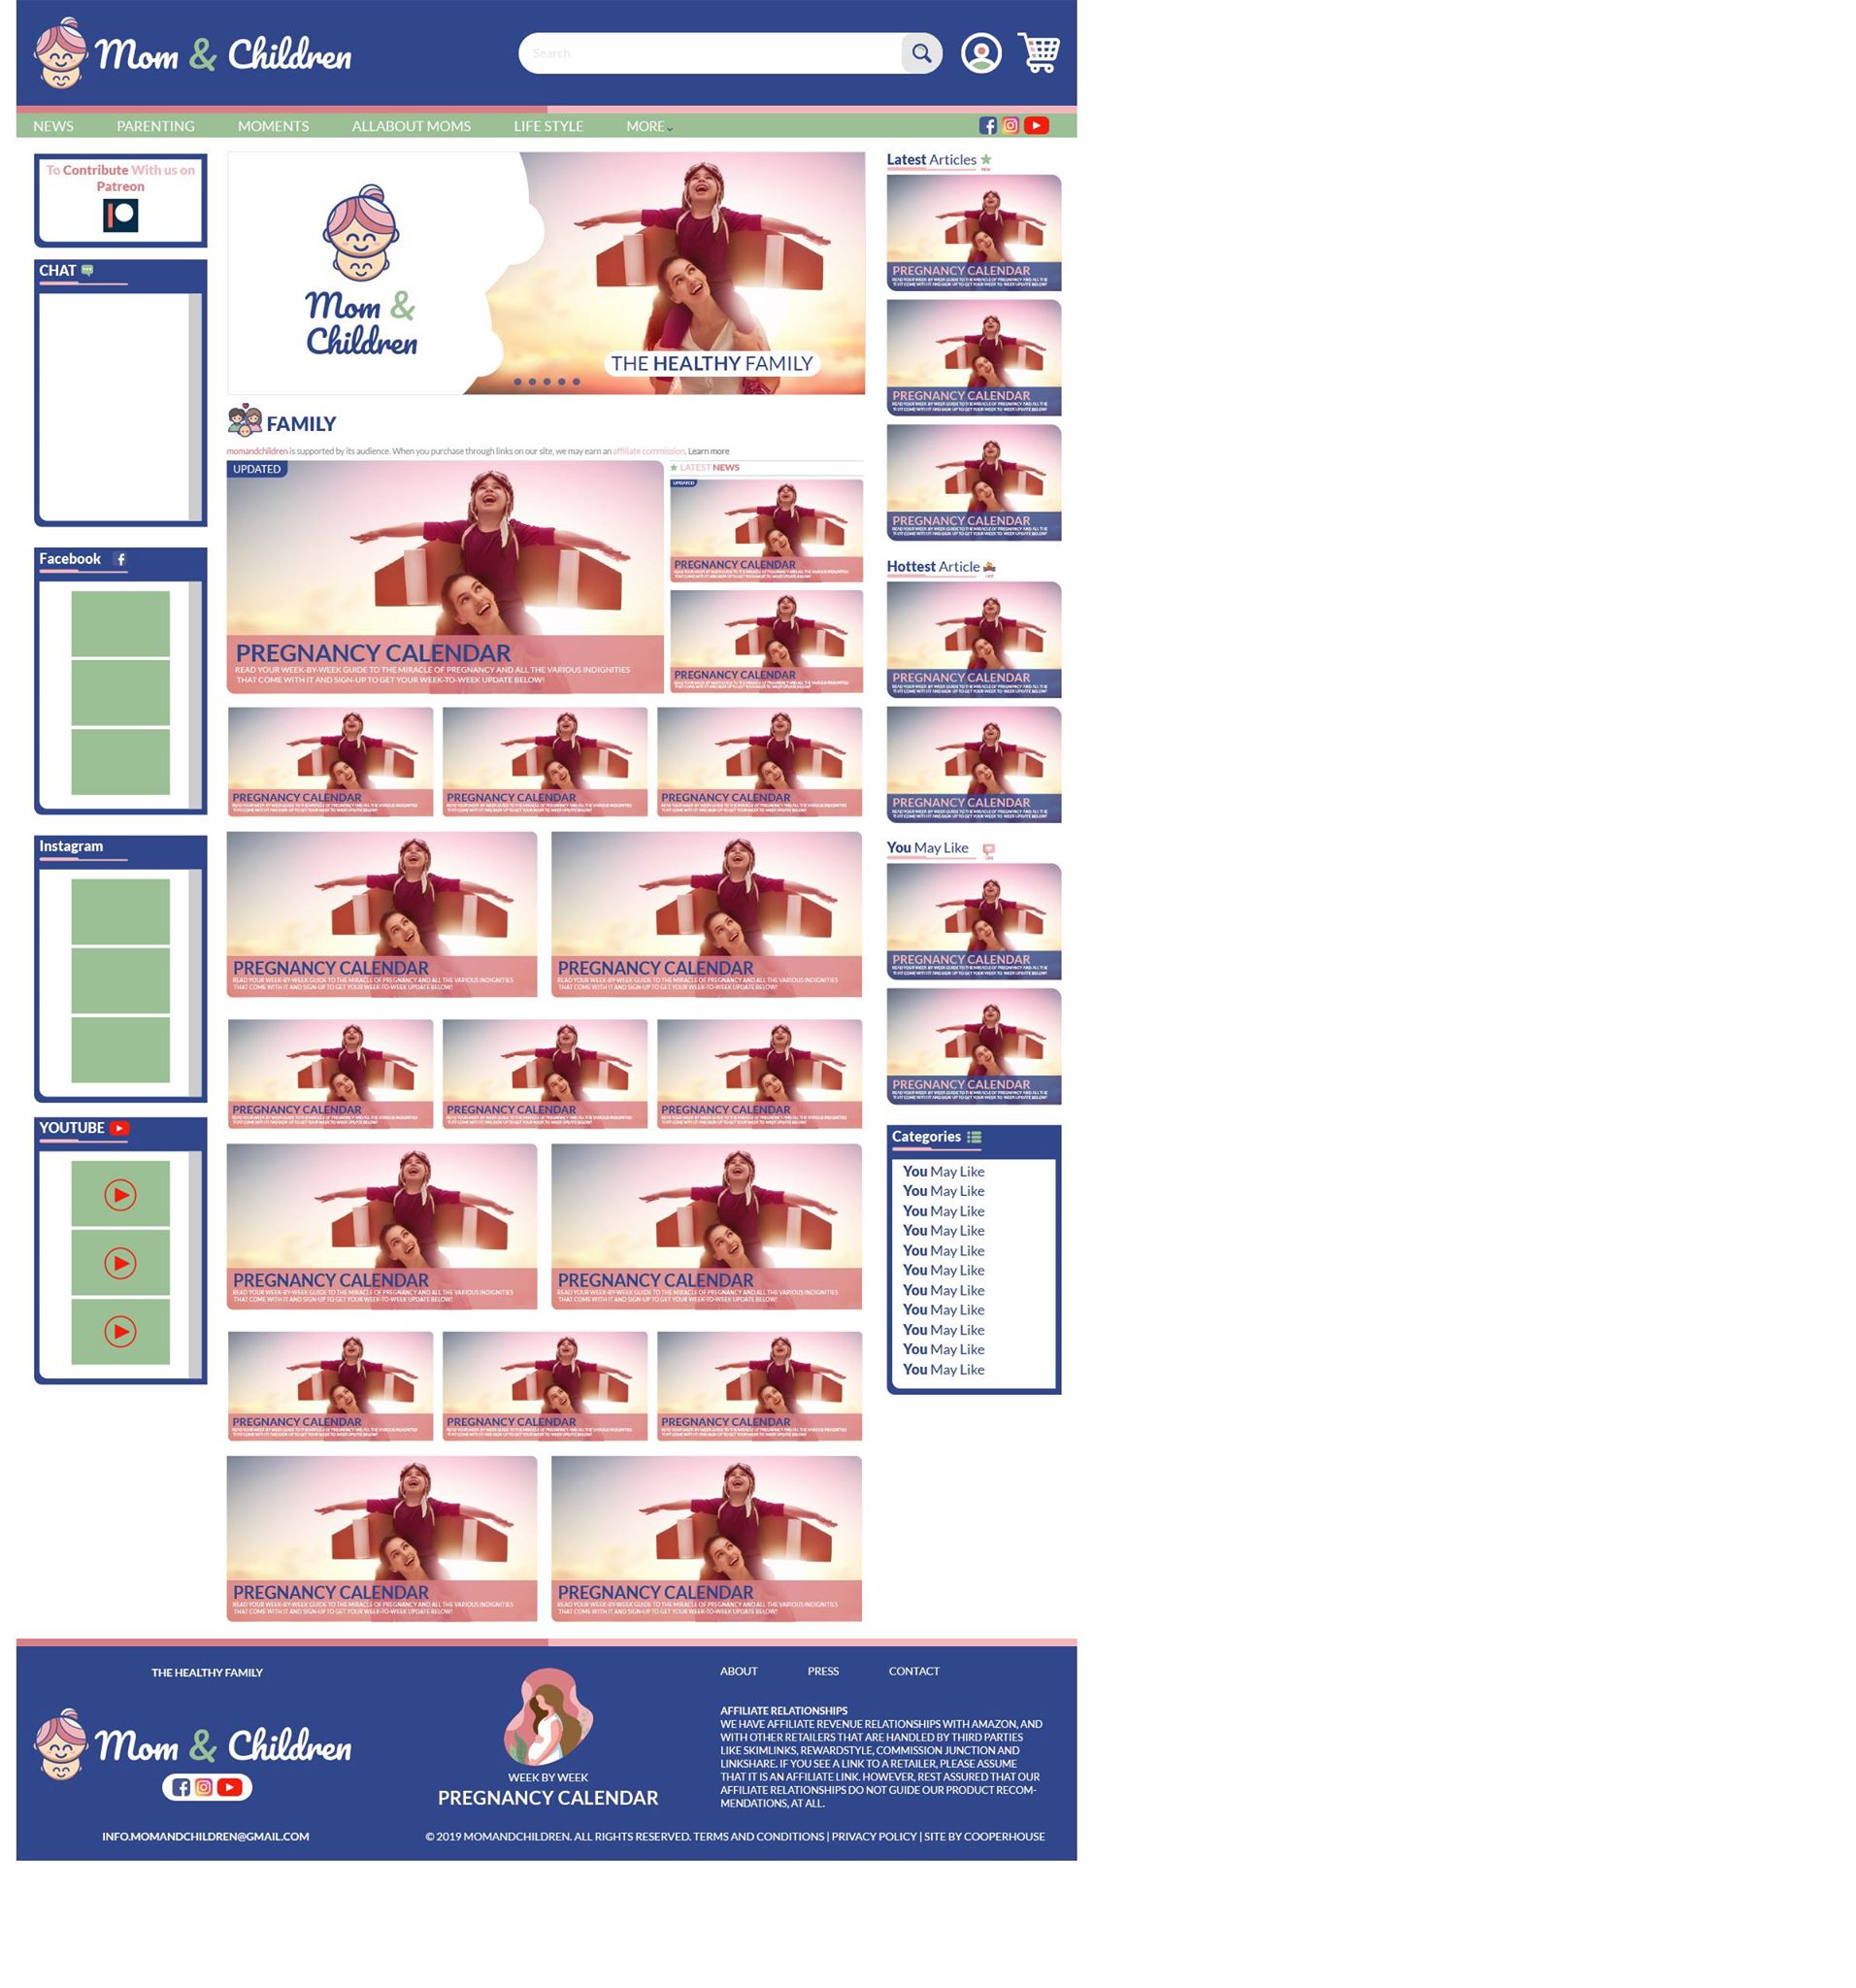 Mom & Children
Search
NEWS PARENTING MOMENTS ALLABOUT MOMS LIFE STYLE MORE
To Contribute With us on
Patreon
CHAT
Facebook
Instagram
YOUTUBE
Mom &
Children
THE HEALTHY FAMILY
FAMILY
momandchildren is supported by its audience. When you purchase through links on our site, we may earn an affiliate commission. Learn more
UPDATED
PREGNANCY CALENDAR
READ YOUR WEEK-BY-WEEK GUIDE TO THE MIRACLE OF PREGNANCY AND ALL THE VARIOUS INDIGNITIES
THAT COME WITH IT AND SIGN-UP TO GET YOUR WEEK-TO-WEEK UPDATE BELOW!
LATEST NEWS
UPDATED
PREGNANCY CALENDAR
PREGNANCY CALENDAR
PREGNANCY CALENDAR
PREGNANCY CALENDAR
PREGNANCY CALENDAR
PREGNANCY CALENDAR
READ YOUR WEEK-BY-WEEK GUIDE TO THE MIRACLE OF PREGNANCY AND ALL THE VARIOUS INDIGNITIES
THAT COME WITH IT AND SIGN-UP TO GET YOUR WEEK-TO-WEEK UPDATE BELOW!
PREGNANCY CALENDAR
READ YOUR WEEK-BY-WEEK GUIDE TO THE MIRACLE OF PREGNANCY AND ALL THE VARIOUS INDIGNITIES
THAT COME WITH IT AND SIGN-UP TO GET YOUR WEEK-TO-WEEK UPDATE BELOW!
PREGNANCY CALENDAR
PREGNANCY CALENDAR
PREGNANCY CALENDAR
PREGNANCY CALENDAR
READ YOUR WEEK-BY-WEEK GUIDE TO THE MIRACLE OF PREGNANCY AND ALL THE VARIOUS INDIGNITIES
THAT COME WITH IT AND SIGN-UP TO GET YOUR WEEK-TO-WEEK UPDATE BELOW!
PREGNANCY CALENDAR
READ YOUR WEEK-BY-WEEK GUIDE TO THE MIRACLE OF PREGNANCY AND ALL THE VARIOUS INDIGNITIES
THAT COME WITH IT AND SIGN-UP TO GET YOUR WEEK-TO-WEEK UPDATE BELOW!
PREGNANCY CALENDAR
PREGNANCY CALENDAR
PREGNANCY CALENDAR
PREGNANCY CALENDAR
READ YOUR WEEK-BY-WEEK GUIDE TO THE MIRACLE OF PREGNANCY AND ALL THE VARIOUS INDIGNITIES
THAT COME WITH IT AND SIGN-UP TO GET YOUR WEEK-TO-WEEK UPDATE BELOW!
PREGNANCY CALENDAR
READ YOUR WEEK-BY-WEEK GUIDE TO THE MIRACLE OF PREGNANCY AND ALL THE VARIOUS INDIGNITIES
THAT COME WITH IT AND SIGN-UP TO GET YOUR WEEK-TO-WEEK UPDATE BELOW!
Latest Articles
PREGNANCY CALENDAR
PREGNANCY CALENDAR
PREGNANCY CALENDAR
Hottest Article
PREGNANCY CALENDAR
PREGNANCY CALENDAR
You May Like
PREGNANCY CALENDAR
PREGNANCY CALENDAR
Categories
You May Like
You May Like
You May Like
You May Like
You May Like
You May Like
You May Like
You May Like
You May Like
You May Like
You May Like
THE HEALTHY FAMILY
Mom & Children
INFO.MOMANDCHILDREN@GMAIL.COM
WEEK BY WEEK
PREGNANCY CALENDAR
ABOUT PRESS CONTACT
AFFILIATE RELATIONSHIPS
WE HAVE AFFILIATE REVENUE RELATIONSHIPS WITH AMAZON, AND
WITH OTHER RETAILERS THAT ARE HANDLED BY THIRD PARTIES
LIKE SKIMLINKS, REWARDSTYLE, COMMISSION JUNCTION AND
LINKSHARE. IF YOU SEE A LINK TO A RETAILER, PLEASE ASSUME
THAT IT IS AN AFFILIATE LINK. HOWEVER, REST ASSURED THAT OUR
AFFILIATE RELATIONSHIPS DO NOT GUIDE OUR PRODUCT RECOM-
MENDATIONS, AT ALL.
© 2019 MOMANDCHILDREN. ALL RIGHTS RESERVED. TERMS AND CONDITIONS | PRIVACY POLICY | SITE BY COOPERHOUSE